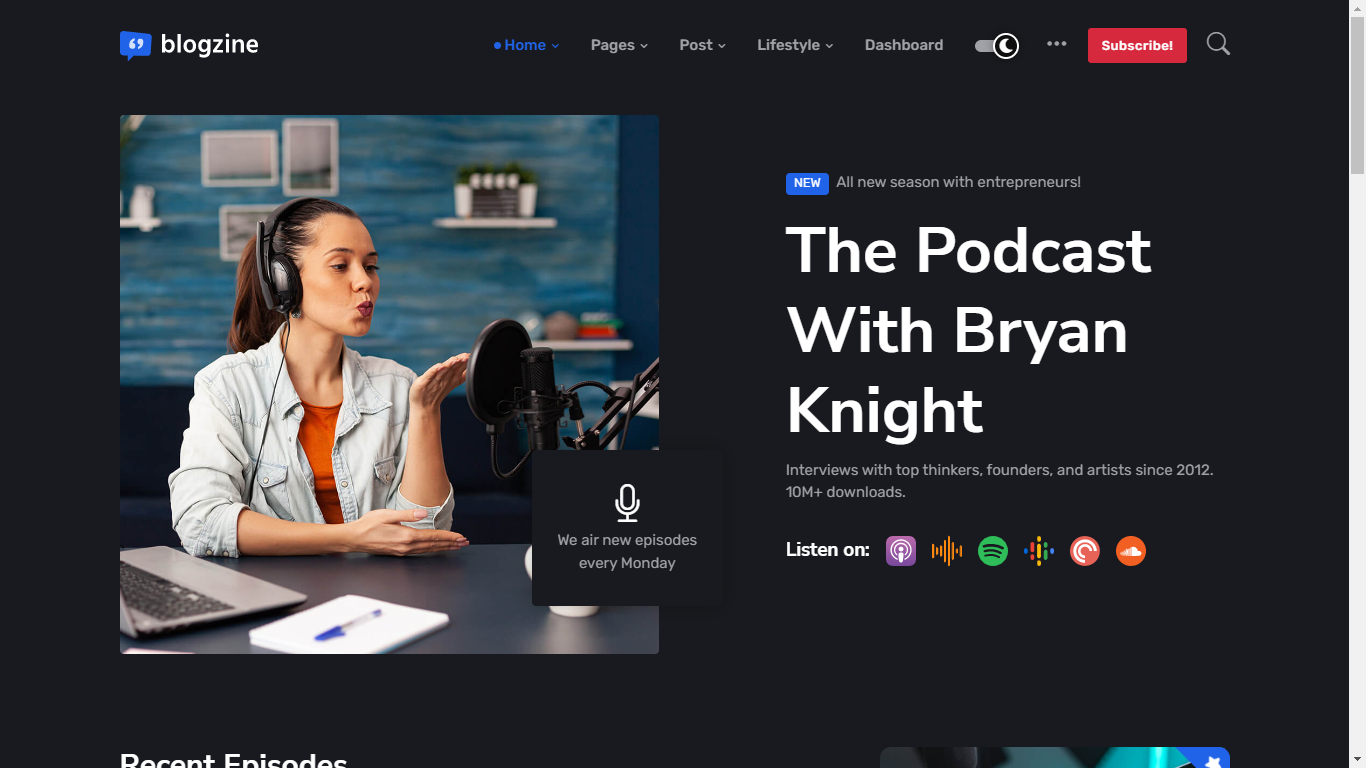 blogzine
Home
Pages
Post
Lifestyle
Dashboard
Subscribe!
NEW All new season with entrepreneurs!
The Podcast
With Bryan
Knight
Interviews with top thinkers, founders, and artists since 2012.
10M+ downloads.
Listen on:
We air new episodes
every Monday
Recent Episodes